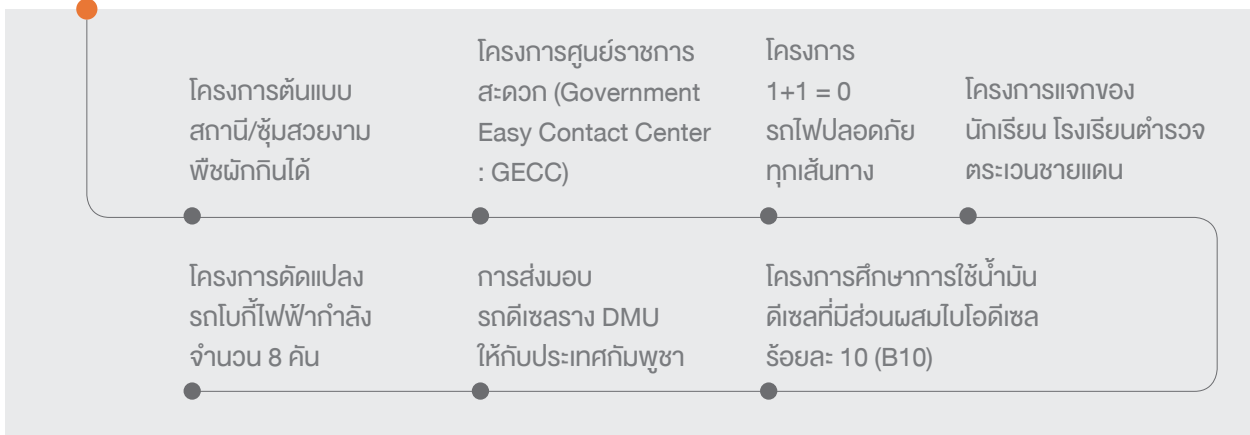 โครงการต้นแบบ
สถานี/ซุ้มสวยงาม
พืชผักกินได้
โครงการศูนย์ราชการ
สะดวก (Government
Easy Contact Center
: GECC)
โครงการ
1+1 = 0
รถไฟปลอดภัย
ทุกเส้นทาง
โครงการแจกของ
นักเรียน โรงเรียนตำรวจ
ตระเวนชายแดน
โครงการดัดแปลง
รถโบกี้ไฟฟ้ากำลัง
จำนวน 8 คัน
การส่งมอบ
รถดีเซลราง DMU
ให้กับประเทศกัมพูชา
โครงการศึกษาการใช้น้ำมัน
ดีเซลที่มีส่วนผสมไบโอดีเซล
ร้อยละ 10 (B10)